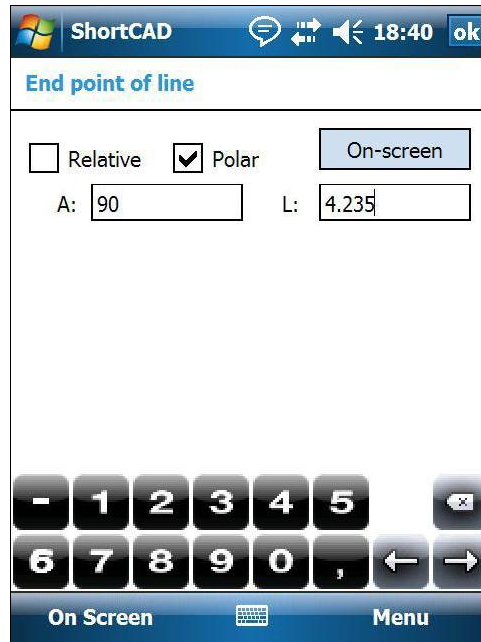 ShortCAD 18:40 ok
End point of line
Relative Polar On-screen
A: 90 L: 4.235
- 1 2 3 4 5
6 7 8 9 0 ,
On Screen Menu